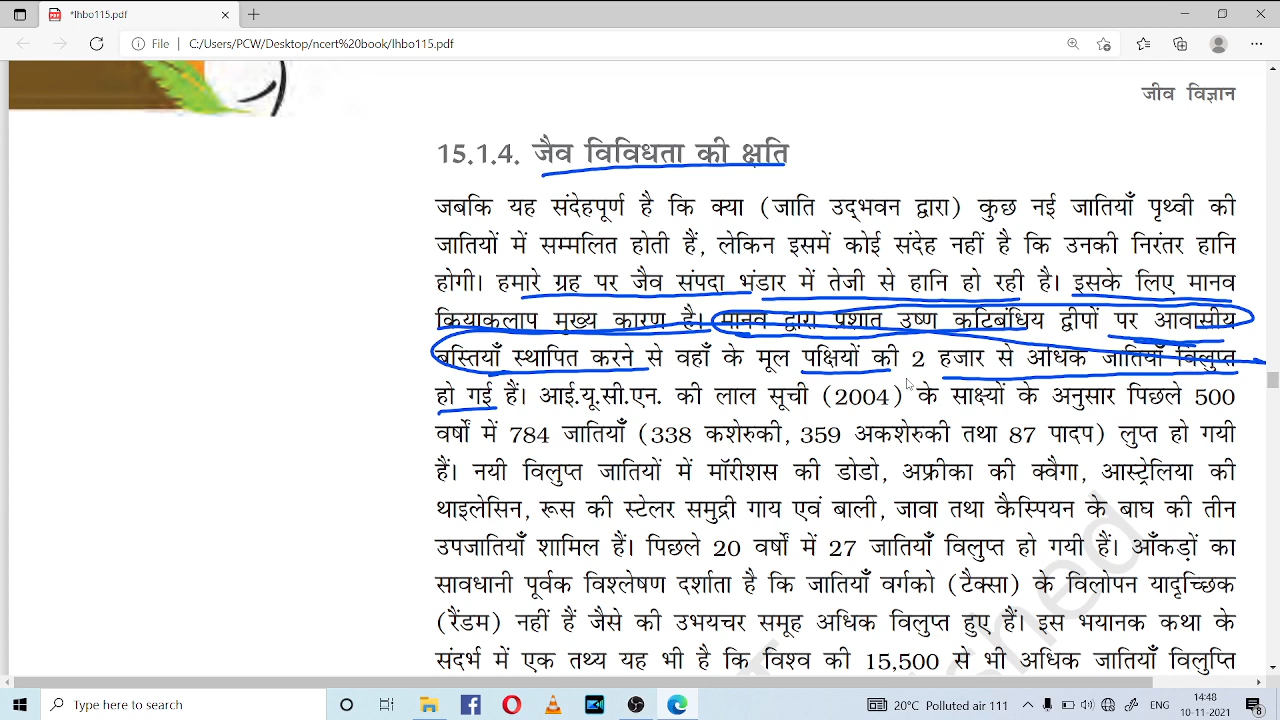 *lhbo115.pdf
File | C:/Users/PCW/Desktop/ncert%20book/lhbo115.pdf
जीव विज्ञान
15.1.4. जैव विविधता की क्षति
जबकि यह संदेहपूर्ण है कि क्या (जाति उद्भवन द्वारा) कुछ नई जातियाँ पृथ्वी की
जातियों में सम्मलित होती हैं, लेकिन इसमें कोई संदेह नहीं है कि उनकी निरंतर हानि
होगी। हमारे ग्रह पर जैव संपदा भंडार में तेजी से हानि हो रही है। इसके लिए मानव
क्रियाकलाप मुख्य कारण है। मानव द्वारा प्रशांत उष्ण कटिबंधिय द्वीपों पर आवासीय
बस्तियाँ स्थापित करने से वहाँ के मूल पक्षियों की 2 हजार से अधिक जातियाँ विलुप्त
हो गई हैं। आई.यू.सी.एन. की लाल सूची (2004) के साक्ष्यों के अनुसार पिछले 500
वर्षों में 784 जातियाँ (338 कशेरुकी, 359 अकशेरुकी तथा 87 पादप) लुप्त हो गयी
हैं। नयी विलुप्त जातियों में मॉरीशस की डोडो, अफ्रीका की क्वैगा, आस्ट्रेलिया की
थाइलेसिन, रूस की स्टेलर समुद्री गाय एवं बाली, जावा तथा कैस्पियन के बाघ की तीन
उपजातियाँ शामिल हैं। पिछले 20 वर्षों में 27 जातियाँ विलुप्त हो गयी हैं। आँकड़ों का
सावधानी पूर्वक विश्लेषण दर्शाता है कि जातियाँ वर्गको (टैक्सा) के विलोपन यादृच्छिक
(रैंडम) नहीं हैं जैसे की उभयचर समूह अधिक विलुप्त हुए हैं। इस भयानक कथा के
संदर्भ में एक तथ्य यह भी है कि विश्व की 15,500 से भी अधिक जातियाँ विलुप्ति
Type here to search
20°C Polluted air 11
ENG
14:48
10-11-2021
8